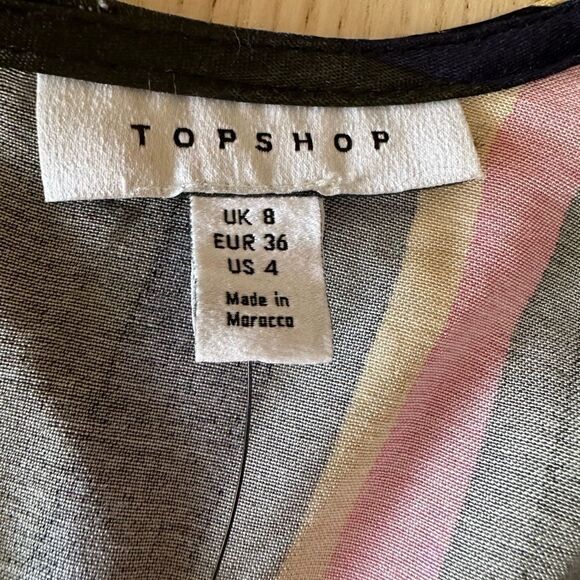 TOPSHOP
UK 8
EUR 36
US 4
Made in
Morocco